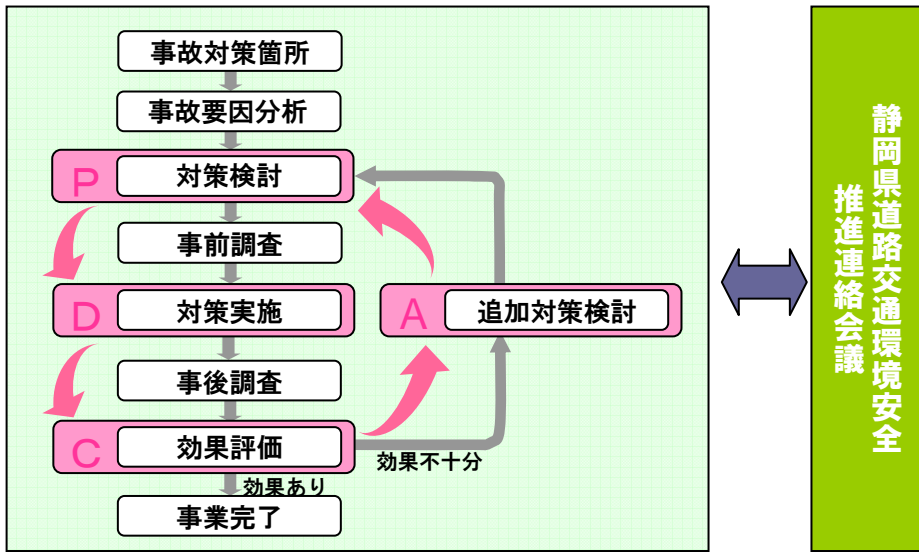 事故対策箇所
事故要因分析
P
対策検討
事前調査
D
対策実施
A
追加対策検討
事後調査
C
効果評価
効果不十分
効果あり
事業完了
静岡県道路交通環境安全
推進連絡会議